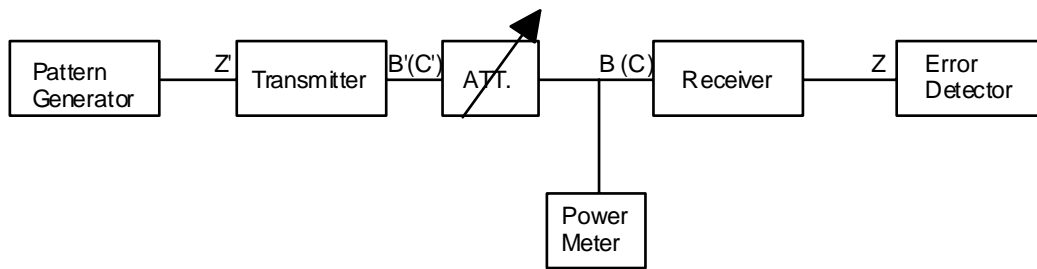 Pattern
Generator
Z'
Transmitter
B'(C')
ATT.
B (C)
Receiver
Z
Error
Detector
Power
Meter